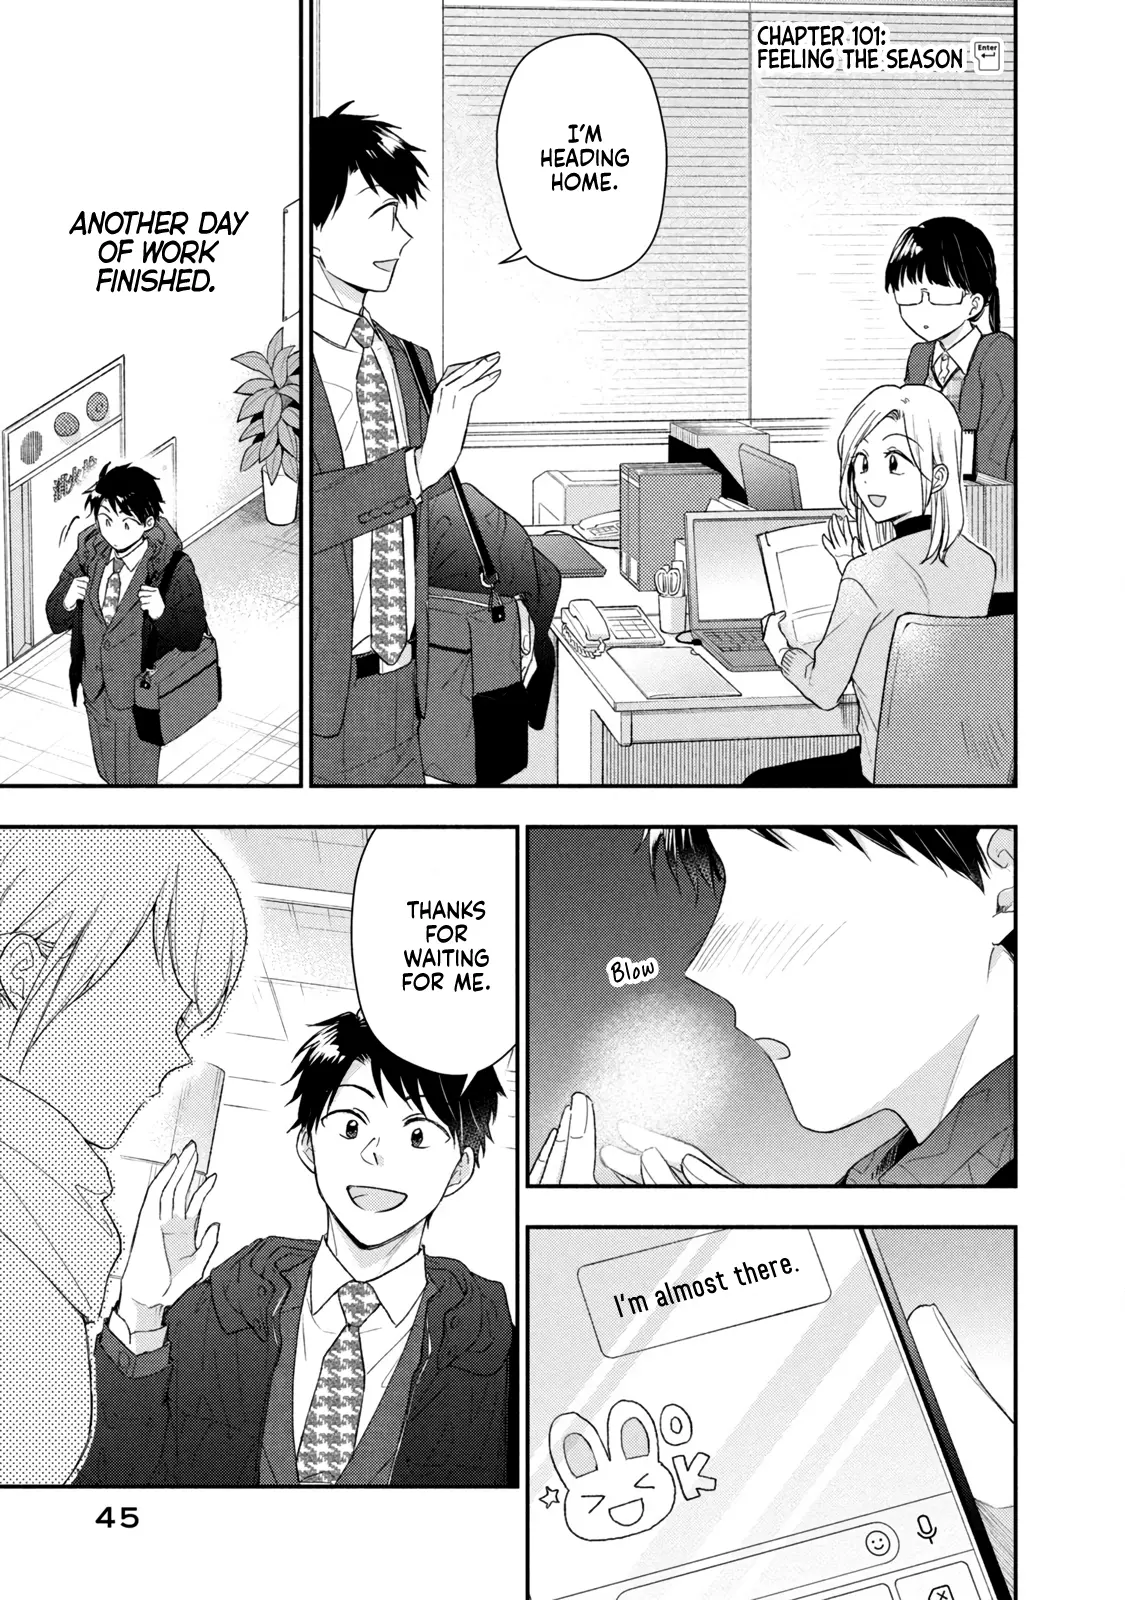 CHAPTER 101:
FEELING THE SEASON
Enter
I'M
HEADING
HOME.
ANOTHER DAY
OF WORK
FINISHED.
Blow
I'm almost there.
OK
THANKS
FOR
WAITING
FOR ME.
45